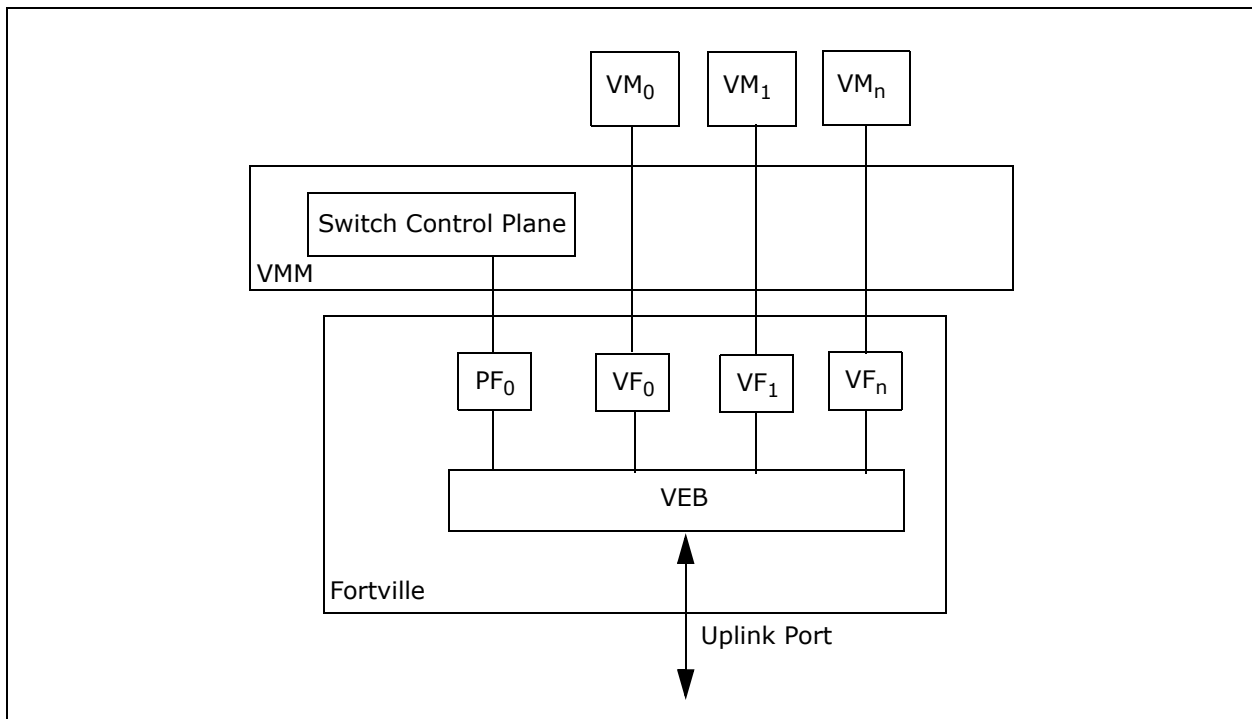 VM0
VM1
VMn
Switch Control Plane
VMM
PF0
VF0
VF1
VFn
VEB
Fortville
Uplink Port